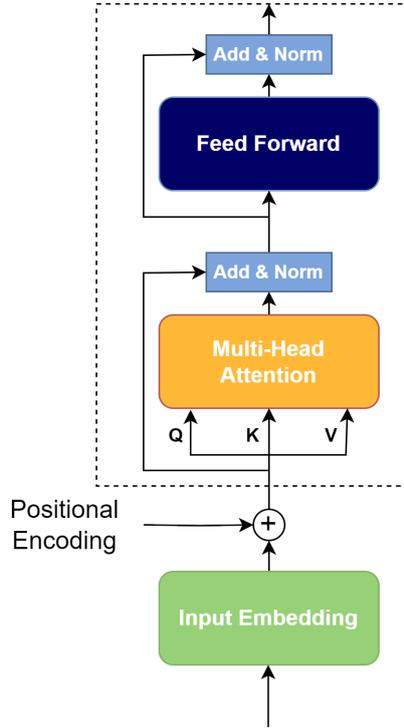 Add & Norm
Feed Forward
Add & Norm
Multi-Head
Attention
Q K V
Positional
Encoding
+
Input Embedding